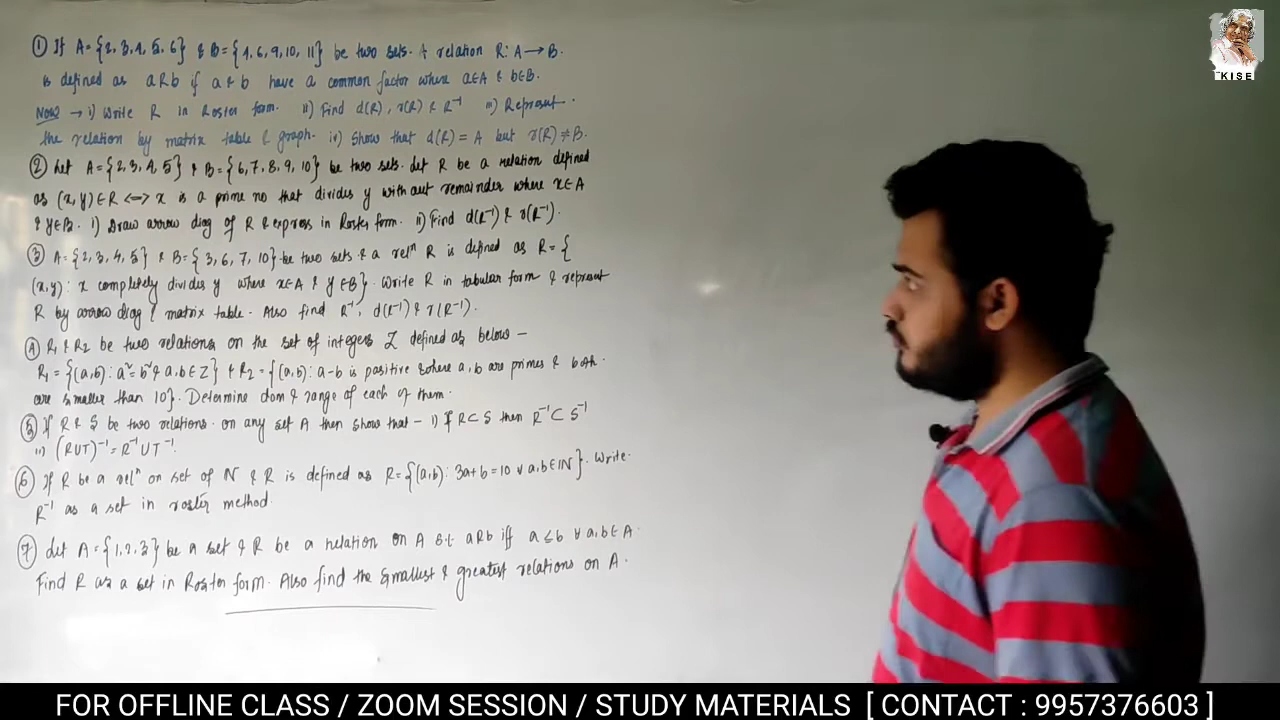 ① If A = {2, 3, 4, 5, 6} & B = {4, 6, 9, 10, 11} be two sets. A relation R: A → B.
is defined as aRb if a & b have a common factor where a∈A & b∈B.
Now → i) Write R in Roster form. ii) Find d(R), r(R) & R⁻¹ iii) Represent
the relation by matrix table & graph. iv) Show that d(R) = A but r(R) ≠ B.
② Let A = {2, 3, 4, 5} & B = {6, 7, 8, 9, 10} be two sets. Let R be a relation defined
as (x, y) ∈ R <=> x is a prime no that divides y without remainder where x∈A
& y∈B. i) Draw arrow diag of R & express in Roster form. ii) Find d(R⁻¹) & r(R⁻¹).
③ A = {2, 3, 4, 5} & B = {3, 6, 7, 10} be two sets & a relⁿ R is defined as R = {
(x, y): x completely divides y where x∈A & y∈B}. Write R in tabular form & represent
R by arrow diag & matrix table. Also find R⁻¹, d(R⁻¹) & r(R⁻¹).
④ R₁ & R₂ be two relations on the set of integers Z defined as below –
R₁ = {(a, b): a² = b² & a, b ∈ Z} & R₂ = {(a, b): a-b is positive where a, b are primes & both
are smaller than 10}. Determine dom & range of each of them.
⑤ If R & S be two relations on any set A then show that – i) If R ⊂ S then R⁻¹ ⊂ S⁻¹
ii) (RUT)⁻¹ = R⁻¹ U T⁻¹.
⑥ If R be a relⁿ on set of N & R is defined as R = {(a, b): 3a + b = 10 ∀ a, b ∈ N}. Write
R⁻¹ as a set in roster method.
⑦ Let A = {1, 2, 3} be a set & R be a relation on A s.t. aRb iff a ≤ b ∀ a, b ∈ A.
Find R as a set in Roster form. Also find the smallest & greatest relations on A.
KISE
FOR OFFLINE CLASS / ZOOM SESSION / STUDY MATERIALS [ CONTACT : 9957376603 ]